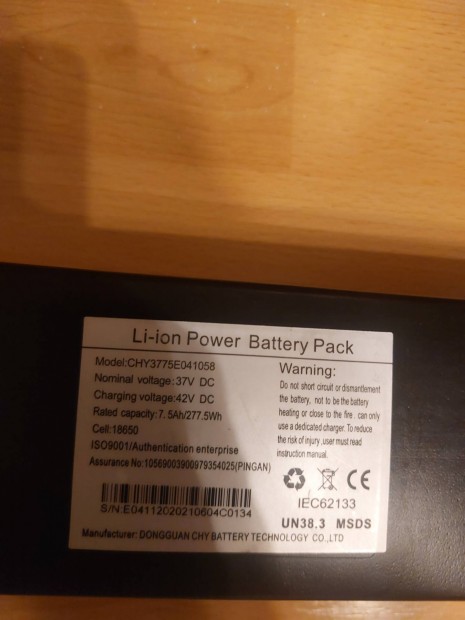 Li-ion Power Battery Pack
Model:CHY3775E041058
Nominal voltage:37V DC
Charging voltage:42V DC
Rated capacity:7.5Ah/277.5Wh
Cell:18650
ISO9001/Authentication enterprise
Assurance No:10569003900979354025(PINGAN)
S/N:E04112020210604C0134
Warning:
Do not short circuit or dismantlement
the battery, not to be the battery
heating or close to the fire . can only
use a dedicated charger. To reduce
the risk of injury ,user must read
instruction manual.
CE
IEC62133
UN38.3 MSDS
Manufacturer: DONGGUAN CHY BATTERY TECHNOLOGY CO.,LTD